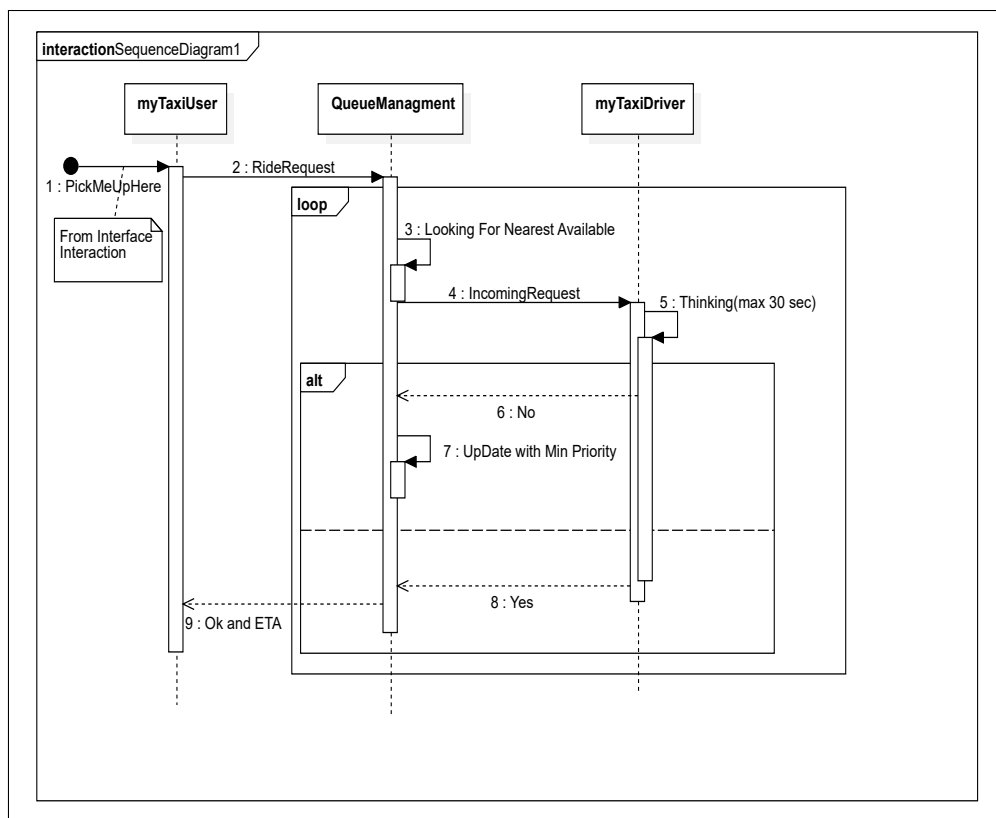 interactionSequenceDiagram1
myTaxiUser
QueueManagment
myTaxiDriver
1 : PickMeUpHere
2 : RideRequest
From Interface
Interaction
loop
3 : Looking For Nearest Available
4 : IncomingRequest
5 : Thinking(max 30 sec)
alt
6 : No
7 : UpDate with Min Priority
8 : Yes
9 : Ok and ETA